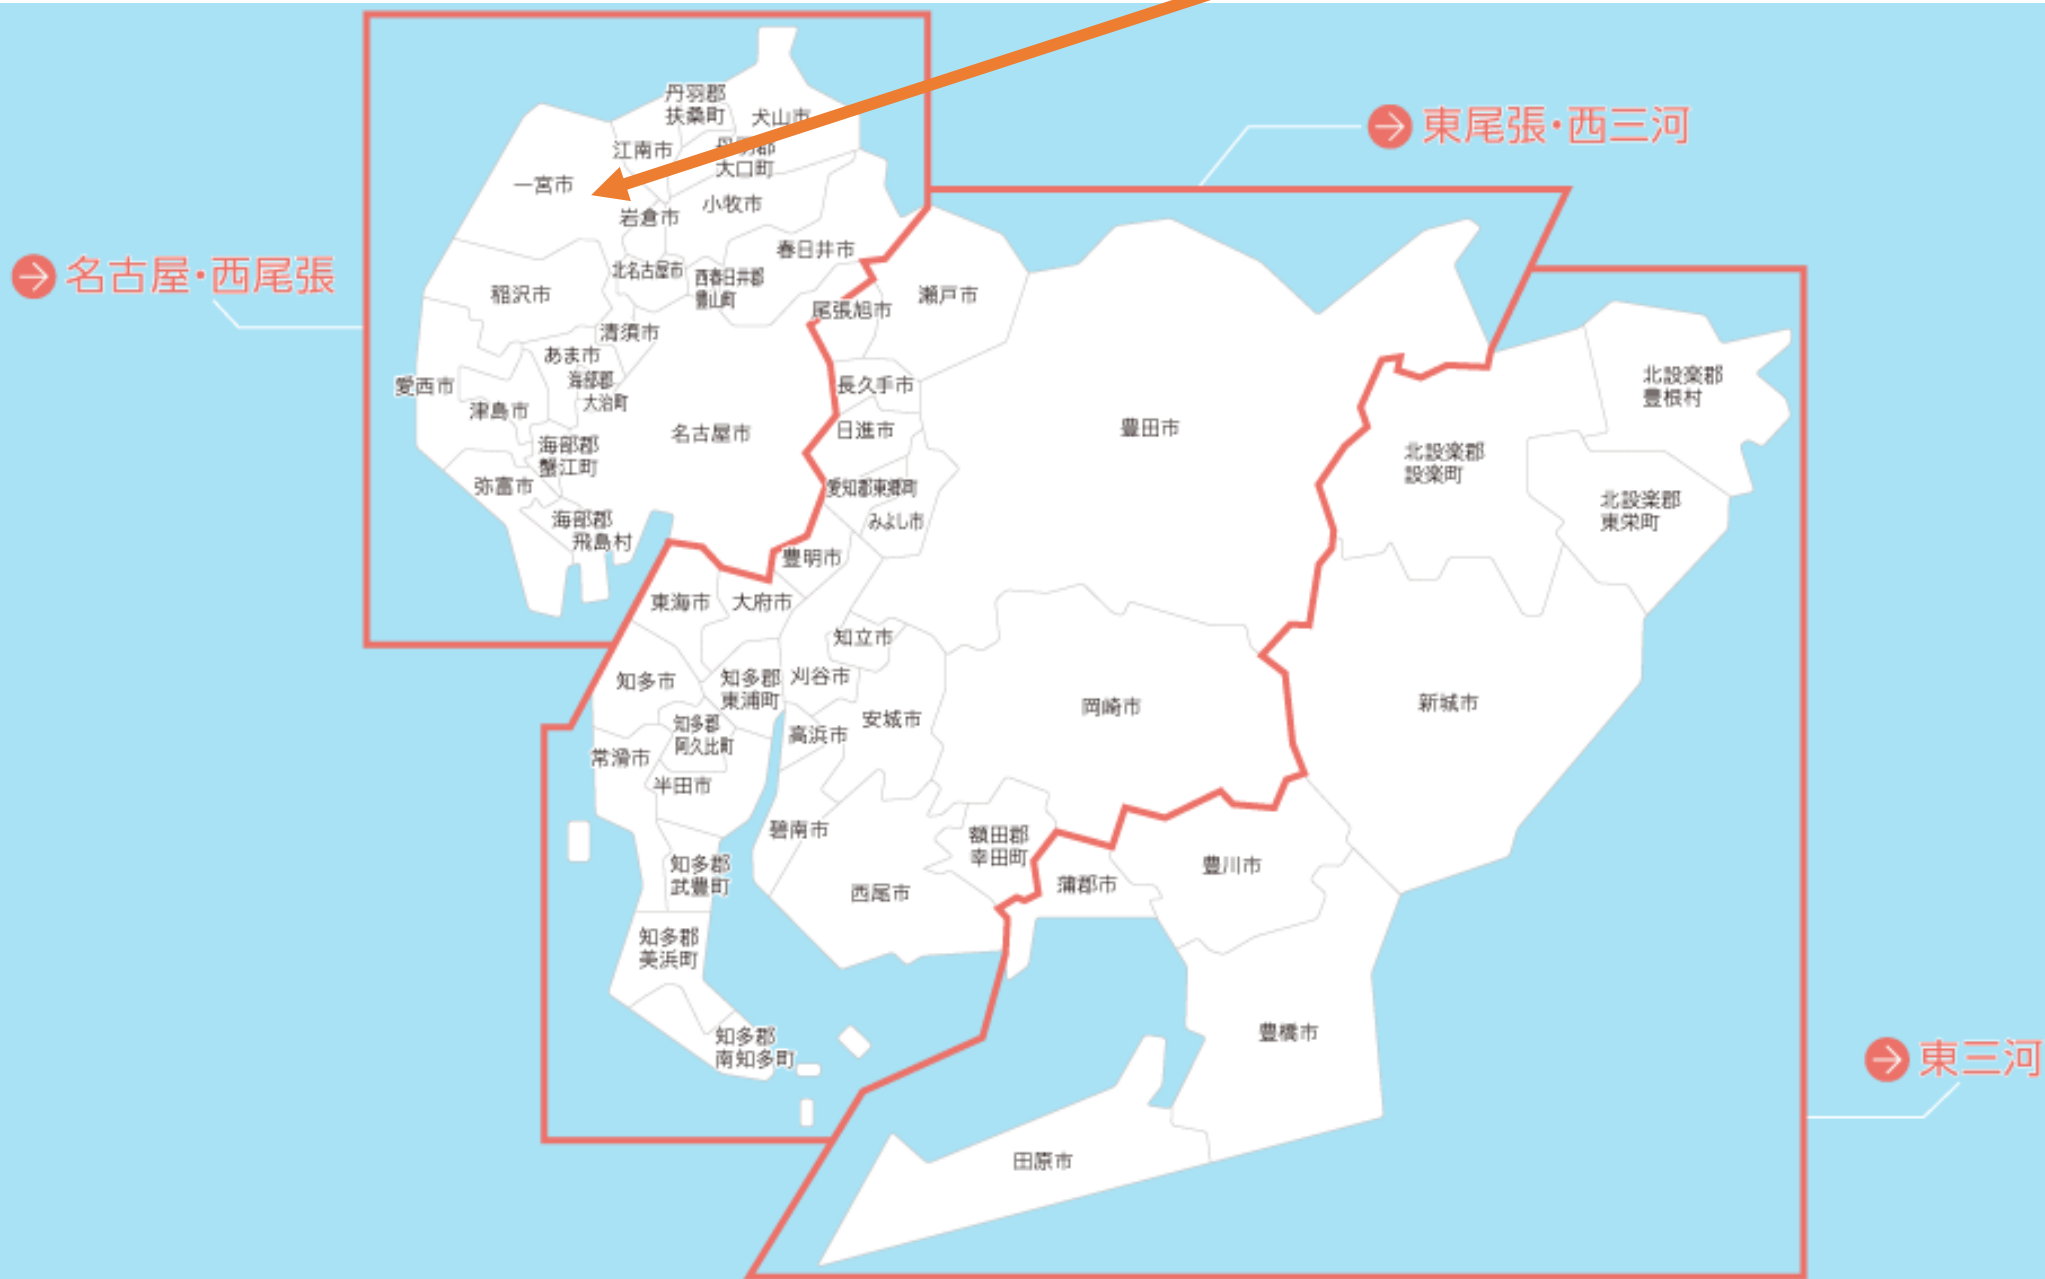 丹羽郡
扶桑町
犬山市
江南市
丹羽郡
大口町
一宮市
岩倉市
小牧市
春日井市
北名古屋市
西春日井郡
豊山町
稲沢市
清須市
あま市
海部郡
大治町
愛西市
津島市
名古屋市
海部郡
蟹江町
弥富市
海部郡
飛島村
名古屋・西尾張
東尾張・西三河
尾張旭市
瀬戸市
長久手市
日進市
愛知郡東郷町
みよし市
豊明市
豊田市
東海市
大府市
知立市
知多市
知多郡
東浦町
刈谷市
安城市
岡崎市
知多郡
阿久比町
高浜市
常滑市
半田市
碧南市
知多郡
武豊町
西尾市
額田郡
幸田町
知多郡
美浜町
知多郡
南知多町
北設楽郡
豊根村
北設楽郡
設楽町
北設楽郡
東栄町
新城市
豊川市
蒲郡市
豊橋市
田原市
東三河